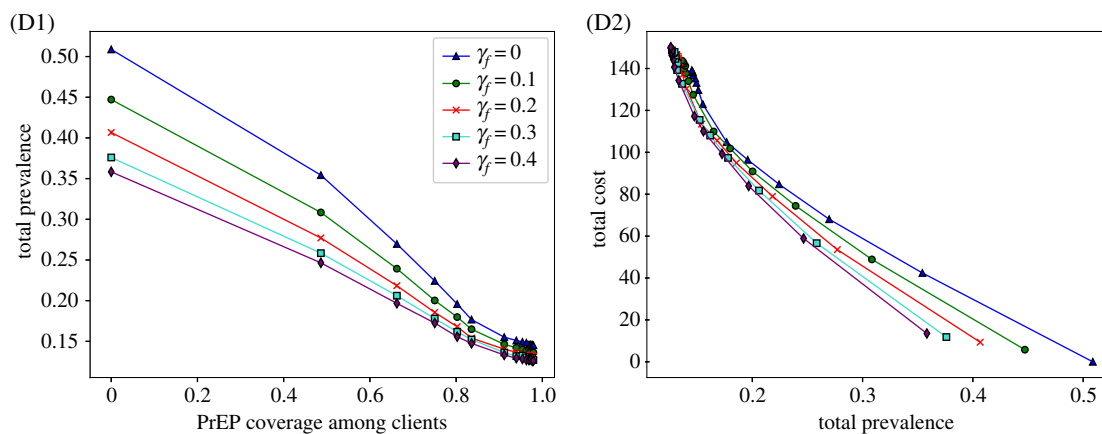 (D1)
0.50
0.45
0.40
0.35
0.30
0.25
0.20
0.15
total prevalence
0 0.2 0.4 0.6 0.8 1.0
PrEP coverage among clients
γf = 0
γf = 0.1
γf = 0.2
γf = 0.3
γf = 0.4
(D2)
140
120
100
80
60
40
20
0
total cost
0.2 0.3 0.4 0.5
total prevalence